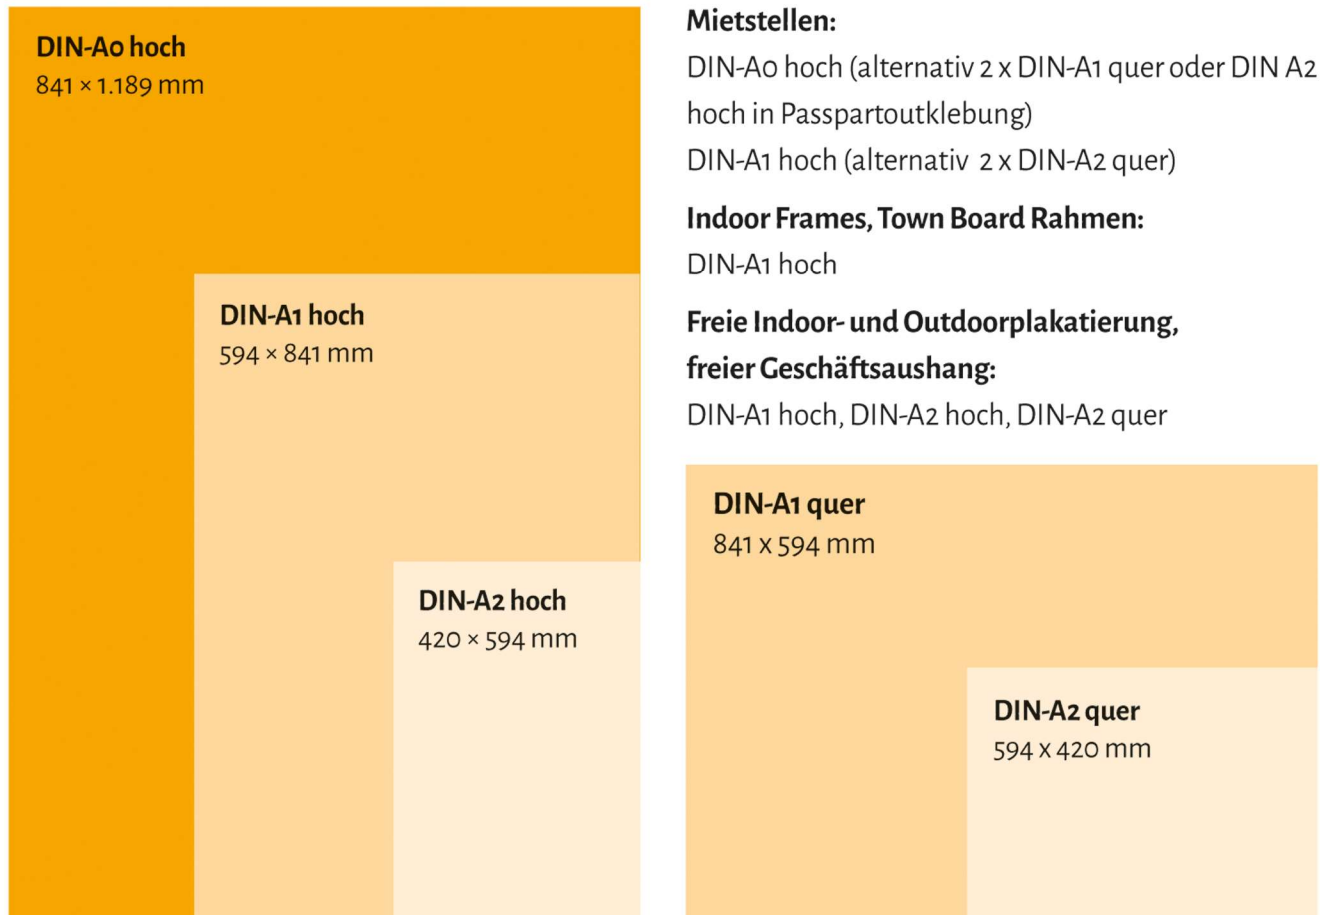 DIN-A0 hoch
841 × 1.189 mm
DIN-A1 hoch
594 × 841 mm
DIN-A2 hoch
420 × 594 mm
Mietstellen:
DIN-A0 hoch (alternativ 2 x DIN-A1 quer oder DIN A2
hoch in Passpartoutklebung)
DIN-A1 hoch (alternativ 2 x DIN-A2 quer)
Indoor Frames, Town Board Rahmen:
DIN-A1 hoch
Freie Indoor- und Outdoorplakatierung,
freier Geschäftsaushang:
DIN-A1 hoch, DIN-A2 hoch, DIN-A2 quer
DIN-A1 quer
841 x 594 mm
DIN-A2 quer
594 x 420 mm